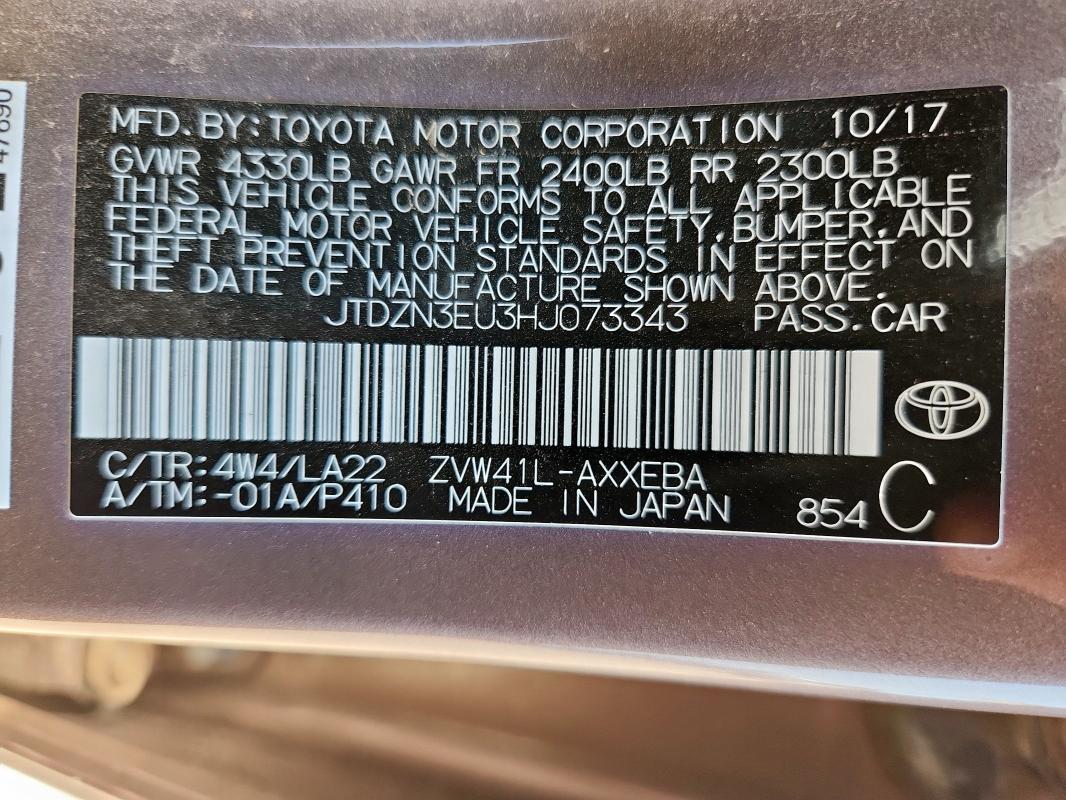 47690
MFD.BY:TOYOTA MOTOR CORPORATION 10/17
GVWR 4330LB GAWR FR 2400LB RR 2300LB
THIS VEHICLE CONFORMS TO ALL APPLICABLE
FEDERAL MOTOR VEHICLE SAFETY,BUMPER,AND
THEFT PREVENTION STANDARDS IN EFFECT ON
THE DATE OF MANUFACTURE SHOWN ABOVE.
JTDZN3EU3HJ073343 PASS.CAR
C/TR:4W4/LA22 ZVW41L-AXXEBA
A/TM:-01A/P410 MADE IN JAPAN 854 C